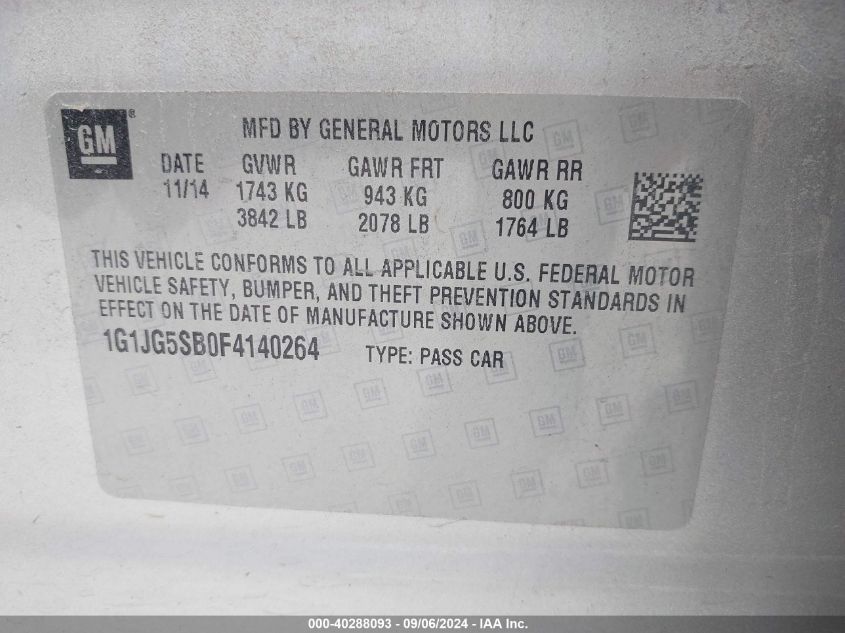 GM ®
MFD BY GENERAL MOTORS LLC
DATE GVWR GAWR FRT GAWR RR
11/14 1743 KG 943 KG 800 KG
3842 LB 2078 LB 1764 LB
THIS VEHICLE CONFORMS TO ALL APPLICABLE U.S. FEDERAL MOTOR
VEHICLE SAFETY, BUMPER, AND THEFT PREVENTION STANDARDS IN
EFFECT ON THE DATE OF MANUFACTURE SHOWN ABOVE.
1G1JG5SB0F4140264 TYPE: PASS CAR
000-40288093 - 09/06/2024 - IAA Inc.